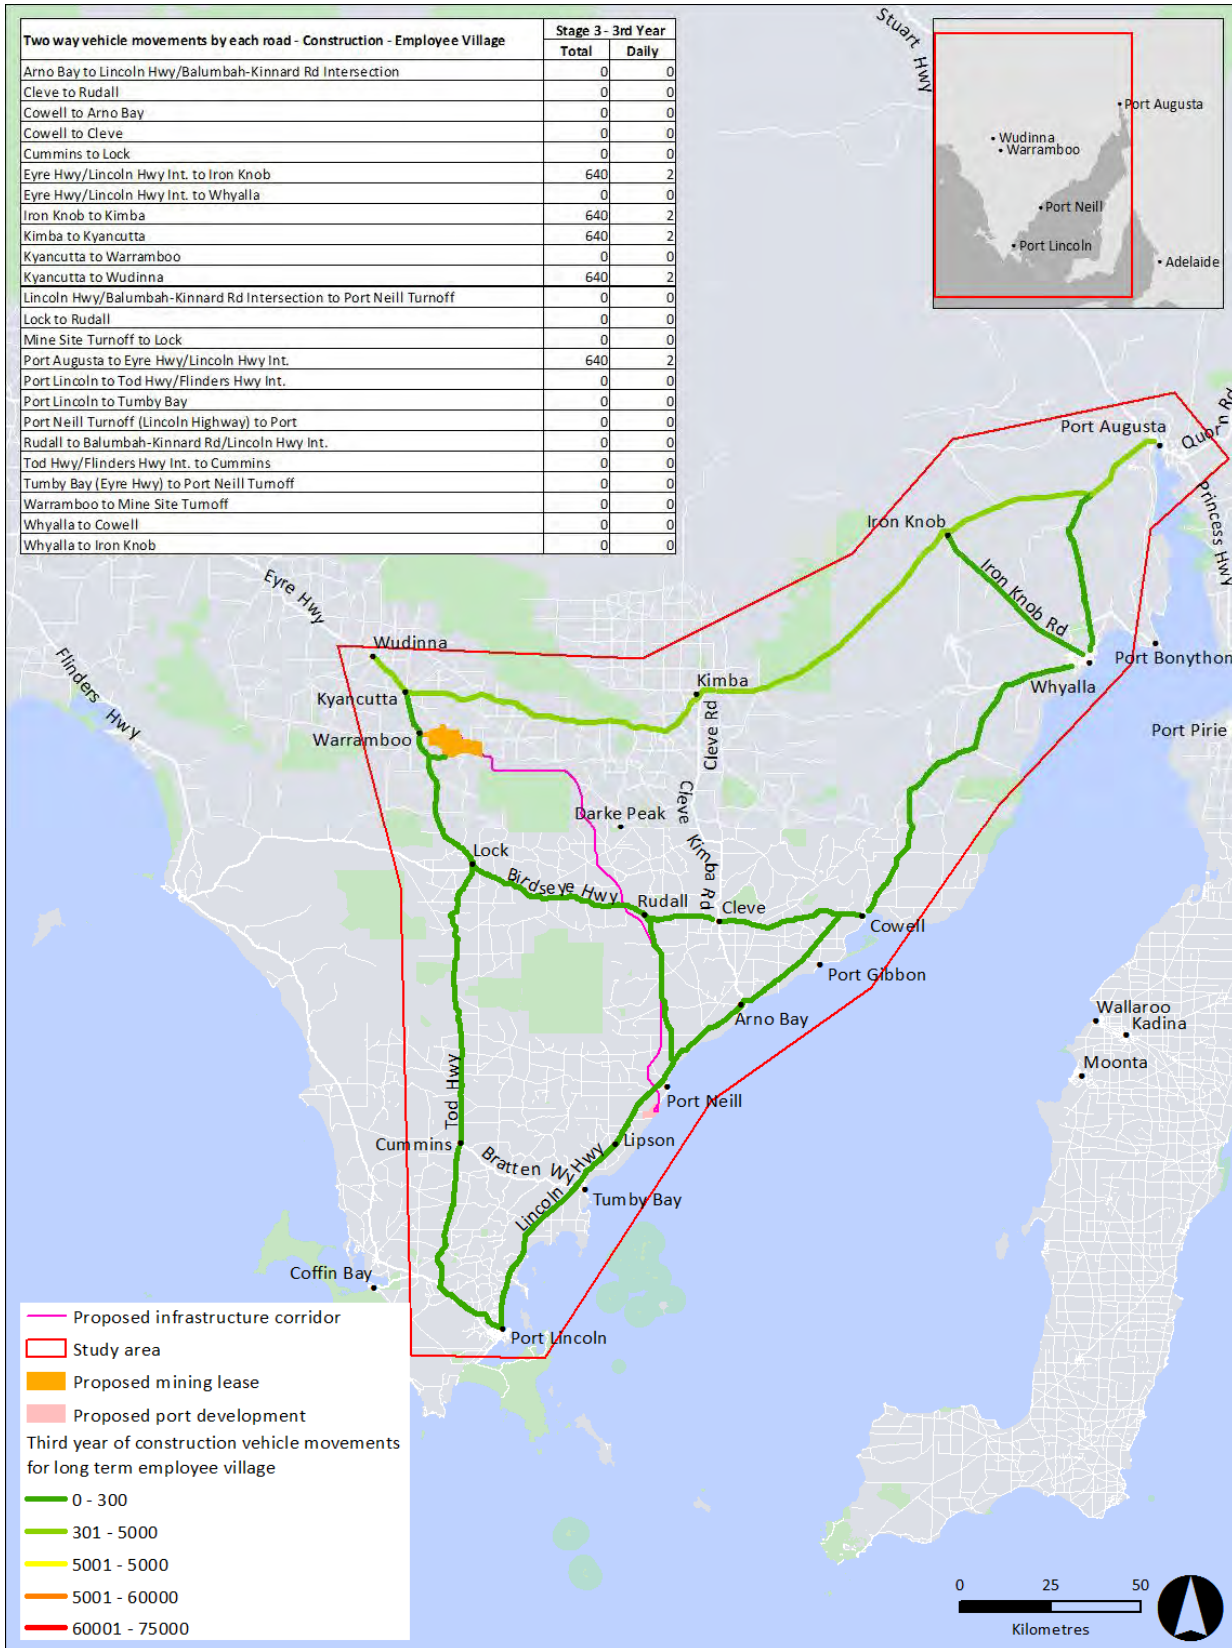 Two way vehicle movements by each road - Construction - Employee Village Stage 3 - 3rd Year
Total Daily
Arno Bay to Lincoln Hwy/Balumbah-Kinnard Rd Intersection 0 0
Cleve to Rudall 0 0
Cowell to Arno Bay 0 0
Cowell to Cleve 0 0
Cummins to Lock 0 0
Eyre Hwy/Lincoln Hwy Int. to Iron Knob 640 2
Eyre Hwy/Lincoln Hwy Int. to Whyalla 0 0
Iron Knob to Kimba 640 2
Kimba to Kyancutta 640 2
Kyancutta to Warramboo 0 0
Kyancutta to Wudinna 640 2
Lincoln Hwy/Balumbah-Kinnard Rd Intersection to Port Neill Turnoff 0 0
Lock to Rudall 0 0
Mine Site Turnoff to Lock 0 0
Port Augusta to Eyre Hwy/Lincoln Hwy Int. 640 2
Port Lincoln to Tod Hwy/Flinders Hwy Int. 0 0
Port Lincoln to Tumby Bay 0 0
Port Neill Turnoff (Lincoln Highway) to Port 0 0
Rudall to Balumbah-Kinnard Rd/Lincoln Hwy Int. 0 0
Tod Hwy/Flinders Hwy Int. to Cummins 0 0
Tumby Bay (Eyre Hwy) to Port Neill Turnoff 0 0
Warramboo to Mine Site Turnoff 0 0
Whyalla to Cowell 0 0
Whyalla to Iron Knob 0 0
Stuart Hwy
Port Augusta
Wudinna
Warramboo
Port Neill
Port Lincoln
Adelaide
Port Augusta
Quorn Rd
Princess Hwy
Iron Knob
Iron Knob Rd
Eyre Hwy
Flinders Hwy
Wudinna
Port Bonython
Whyalla
Kimba
Kyancutta
Cleve Rd
Warramboo
Port Pirie
Cleve Kimba Rd
Darke Peak
Lock
Birdseye Hwy
Rudall
Cleve
Cowell
Port Gibbon
Arno Bay
Wallaroo
Kadina
Moonta
Tod Hwy
Port Neill
Cummins
Bratten Wy
Lipson
Lincoln Hwy
Tumby Bay
Coffin Bay
Port Lincoln
Proposed infrastructure corridor
Study area
Proposed mining lease
Proposed port development
Third year of construction vehicle movements
for long term employee village
0 - 300
301 - 5000
5001 - 5000
5001 - 60000
60001 - 75000
0 25 50
Kilometres